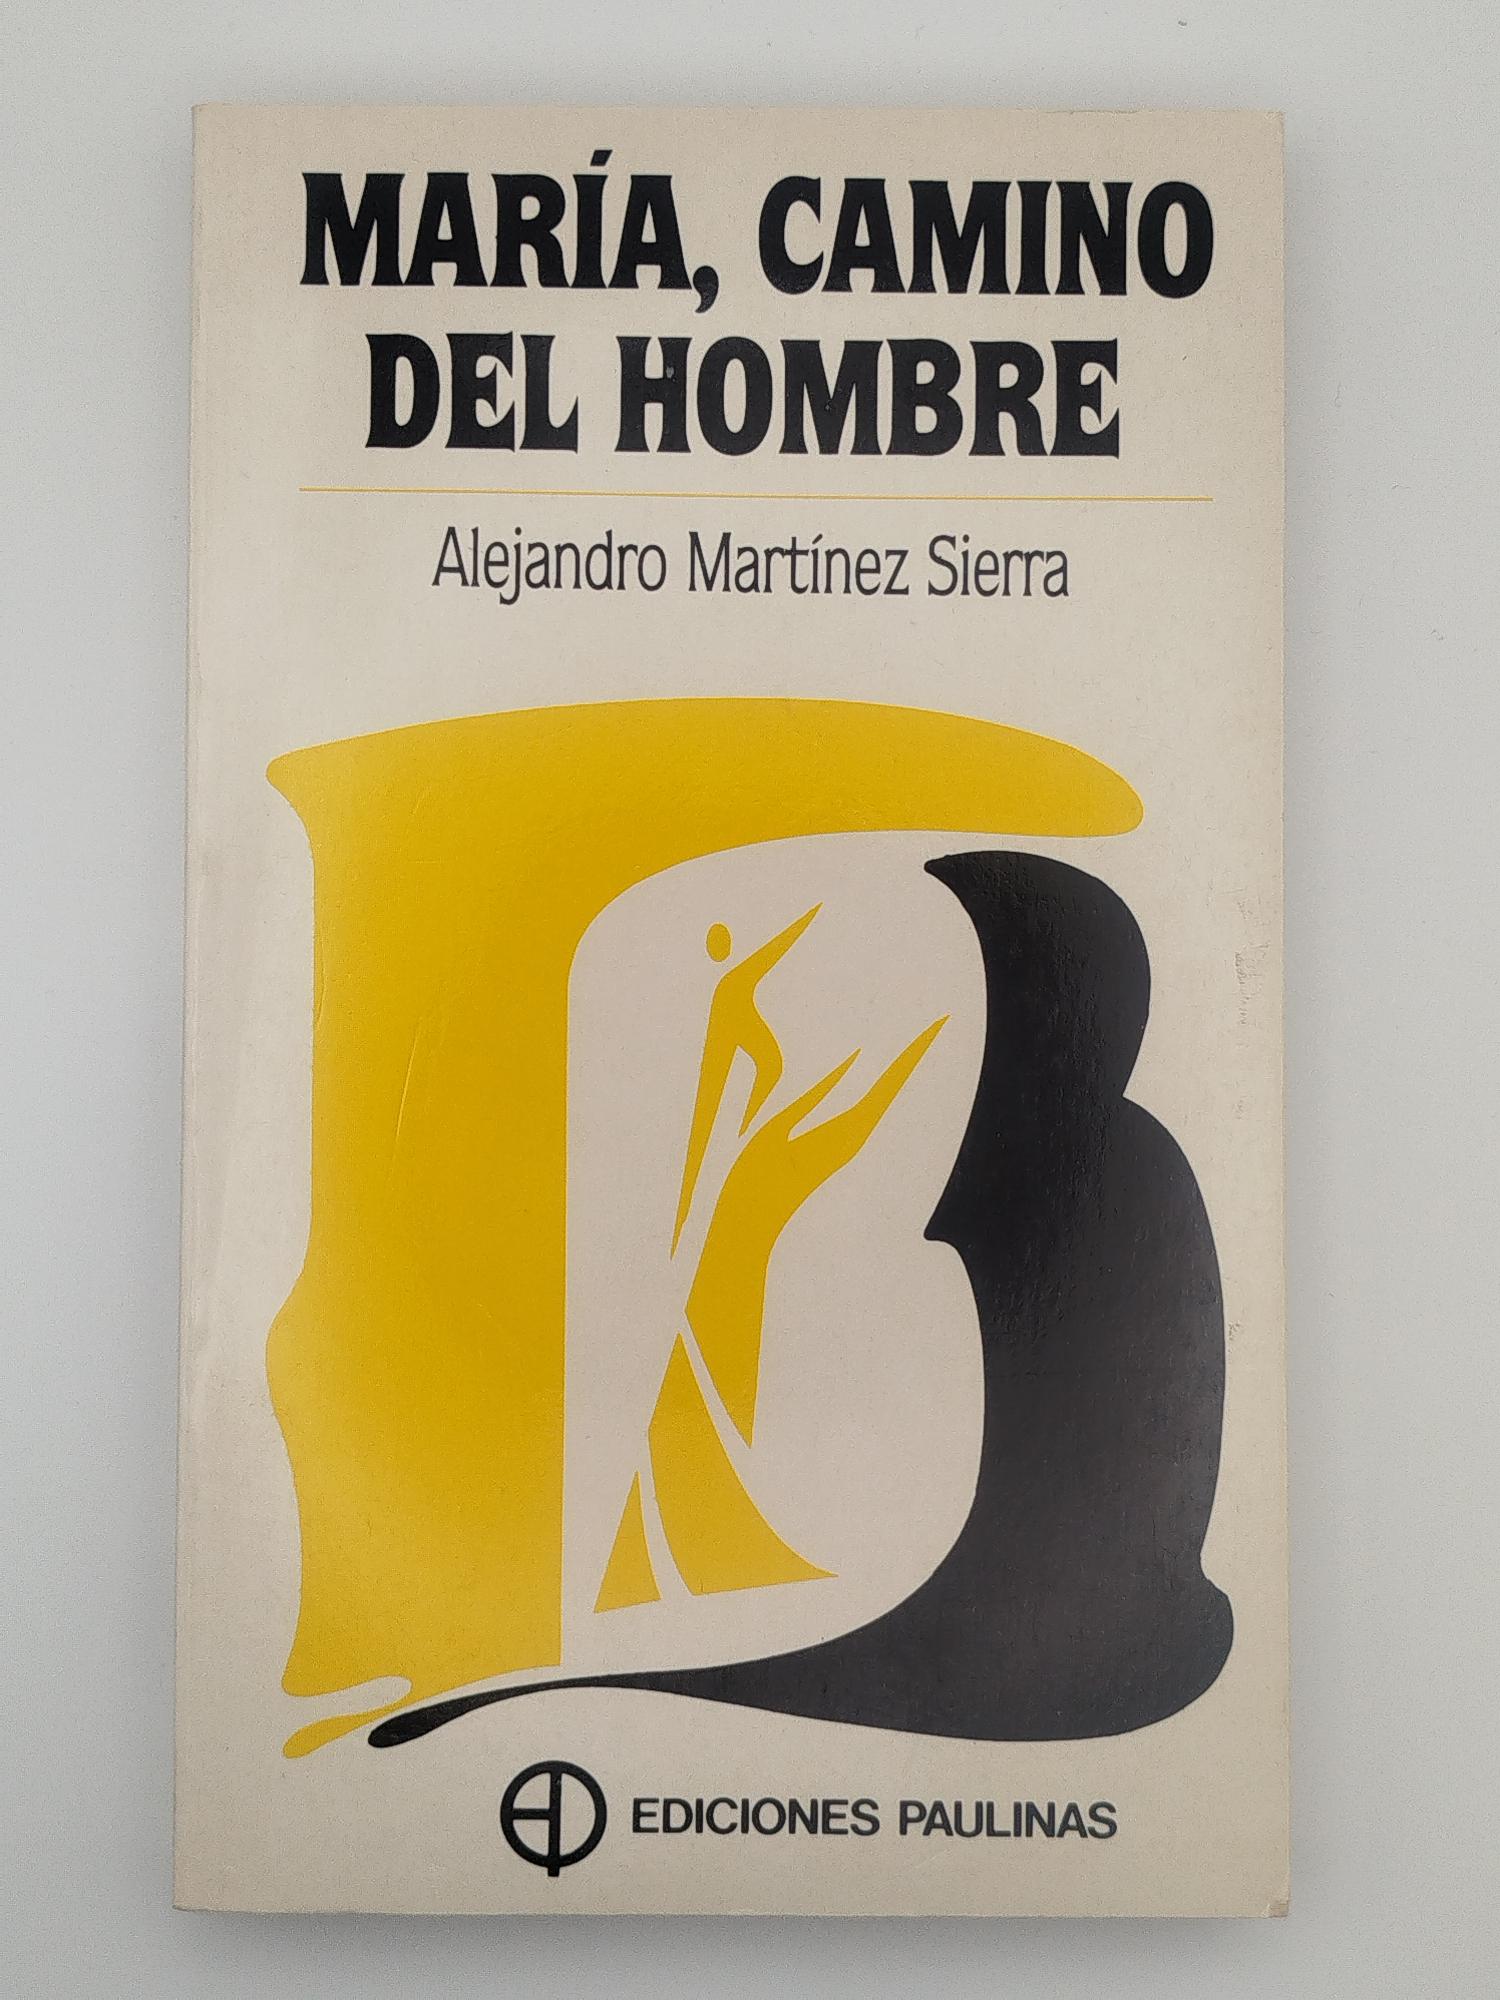 MARÍA, CAMINO
DEL HOMBRE
Alejandro Martínez Sierra
EDICIONES PAULINAS